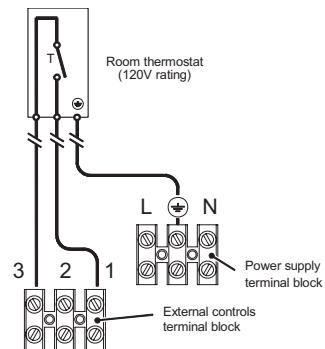 T
Room thermostat
(120V rating)
L
N
3 2 1
Power supply
terminal block
External controls
terminal block